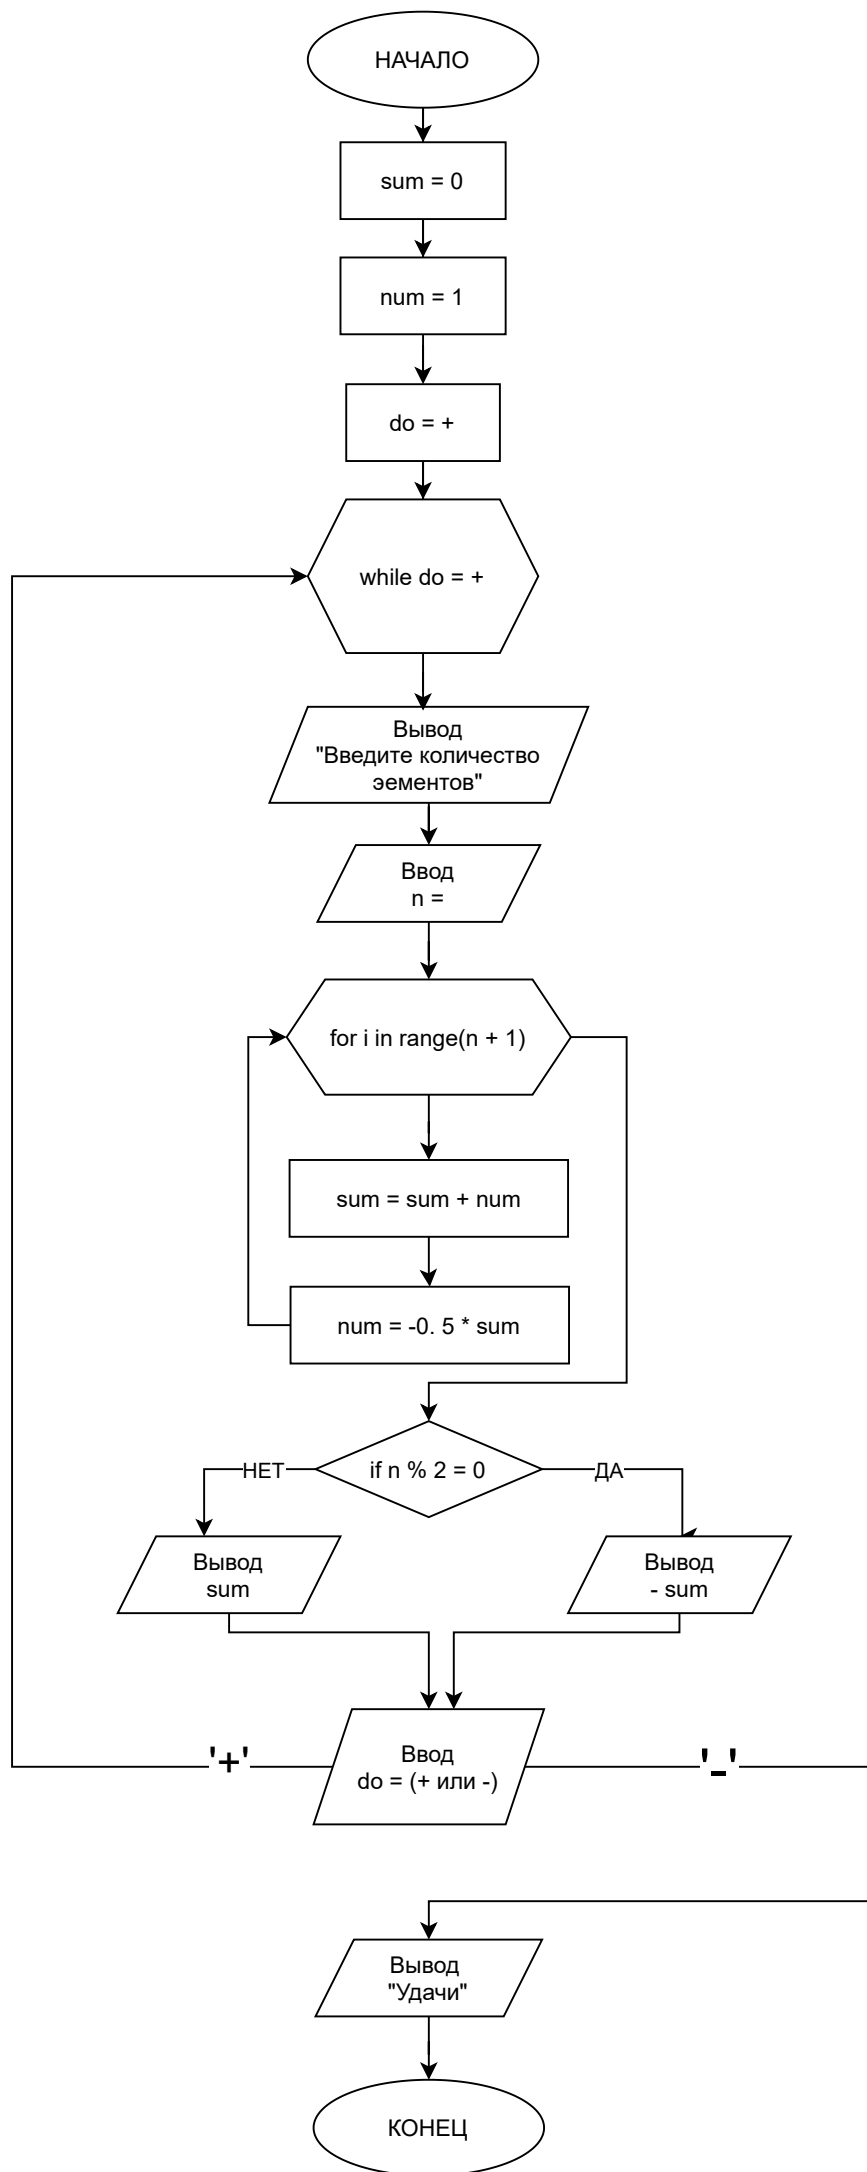 НАЧАЛО
sum = 0
num = 1
do = +
while do = +
Вывод
"Введите количество
эементов"
Ввод
n =
for i in range(n + 1)
sum = sum + num
num = -0. 5 * sum
if n % 2 = 0
НЕТ
ДА
Вывод
sum
Вывод
- sum
Ввод
do = (+ или -)
'+'
'-'
Вывод
"Удачи"
КОНЕЦ